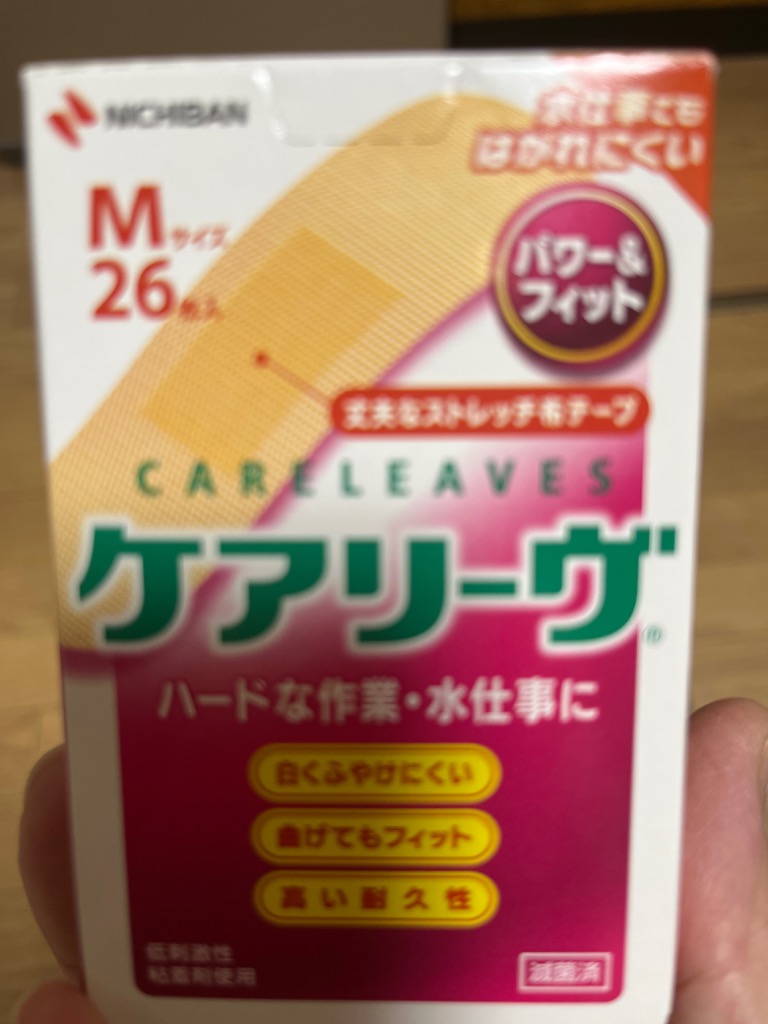 NICHIBAN
水仕事でも
はがれにくい
Mサイズ
26枚入
パワー&
フィット
丈夫なストレッチ布テープ
CARELEAVES
ケアリーヴ®
ハードな作業・水仕事に
白くふやけにくい
曲げてもフィット
高い耐久性
低刺激性
粘着剤使用
滅菌済